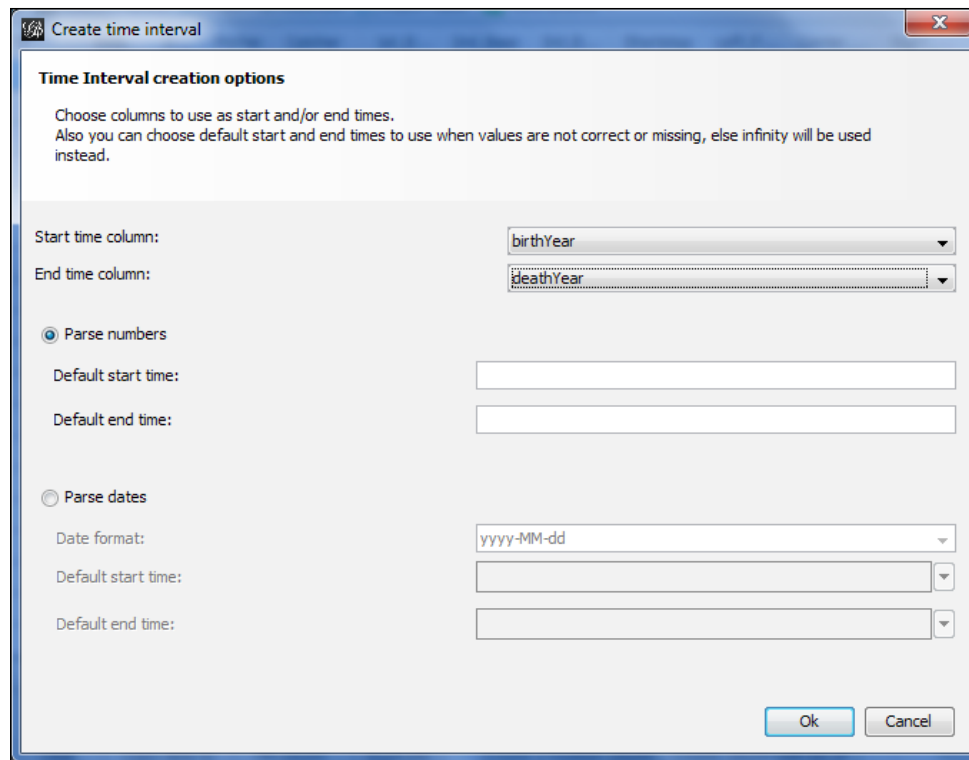 Create time interval
Time Interval creation options
Choose columns to use as start and/or end times.
Also you can choose default start and end times to use when values are not correct or missing, else infinity will be used
instead.
Start time column:
birthYear
End time column:
deathYear
Parse numbers
Default start time:
Default end time:
Parse dates
Date format:
yyyy-MM-dd
Default start time:
Default end time:
Ok
Cancel